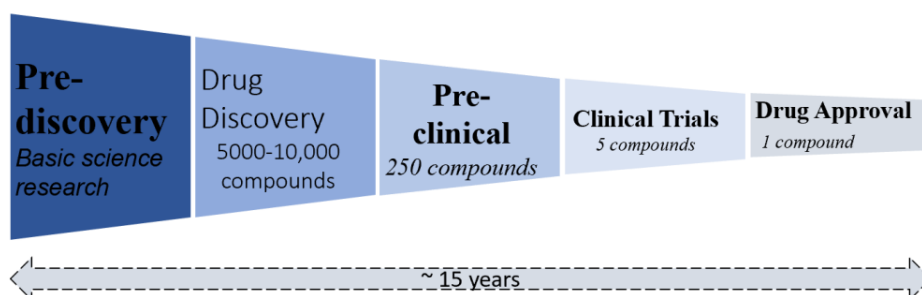 Pre-
discovery
Basic science
research
Drug
Discovery
5000-10,000
compounds
Pre-
clinical
250 compounds
Clinical Trials
5 compounds
Drug Approval
1 compound
~ 15 years